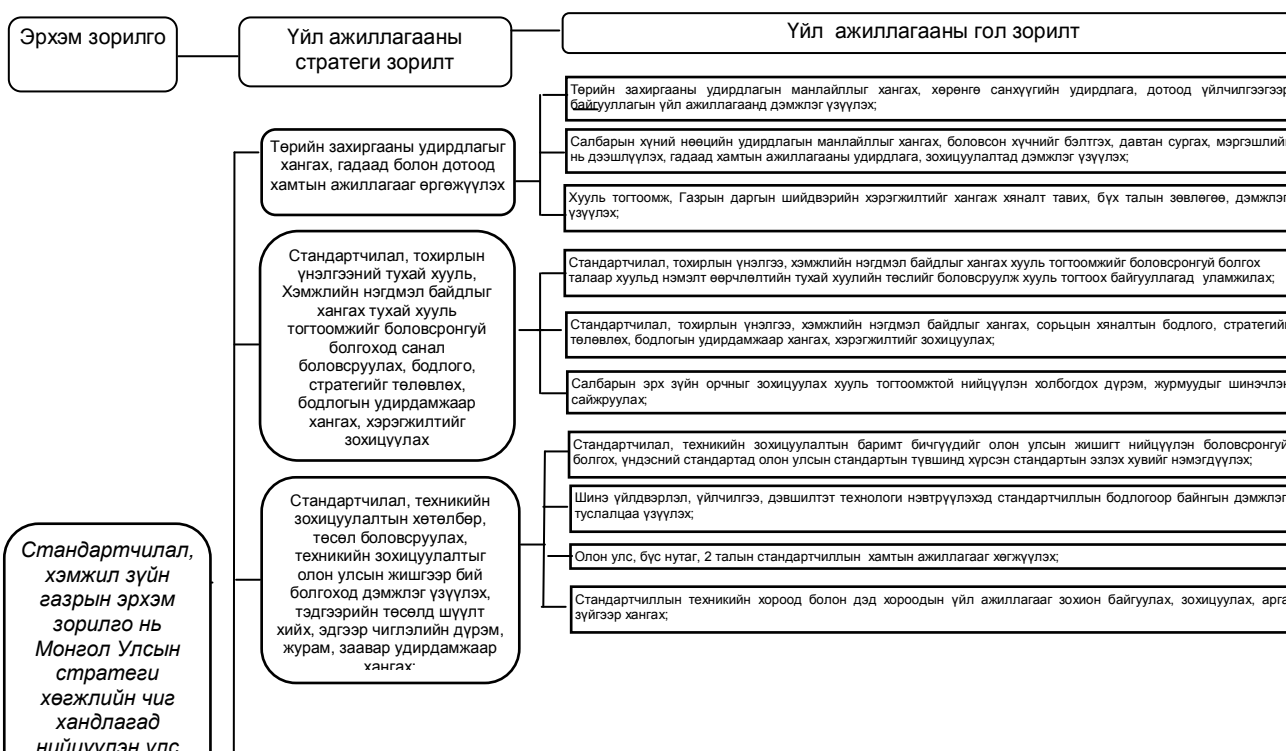 Эрхэм зорилго
Үйл ажиллагааны
стратеги зорилт
Үйл ажиллагааны гол зорилт
Төрийн захиргааны удирдлагыг
хангах, гадаад болон дотоод
хамтын ажиллагааг өргөжүүлэх
Төрийн захиргааны удирдлагын манлайллыг хангах, хөрөнгө санхүүгийн удирдлага, дотоод үйлчилгээгээр
байгууллагын үйл ажиллагаанд дэмжлэг үзүүлэх;
Салбарын хүний нөөцийн удирдлагын манлайллыг хангах, боловсон хүчнийг бэлтгэх, давтан сургах, мэргэшлийн
нь дээшлүүлэх, гадаад хамтын ажиллагааны удирдлага, зохицуулалтад дэмжлэг үзүүлэх;
Хууль тогтоомж, Газрын даргын шийдвэрийн хэрэгжилтийг хангаж хяналт тавих, бүх талын зөвлөгөө, дэмжлэг
үзүүлэх;
Стандартчилал, тохирлын
үнэлгээний тухай хууль,
Хэмжлийн нэгдмэл байдлыг
хангах тухай хууль
тогтоомжийг боловсронгуй
болгоход санал
боловсруулах, бодлого,
стратегийг төлөвлөх,
бодлогын удирдамжаар
хангах, хэрэгжилтийг
зохицуулах
Стандартчилал, тохирлын үнэлгээ, хэмжлийн нэгдмэл байдлыг хангах хууль тогтоомжийг боловсронгуй болгох
талаар хуульд нэмэлт өөрчлөлтийн тухай хуулийн төслийг боловсруулж хууль тогтоох байгууллагад уламжилах;
Стандартчилал, тохирлын үнэлгээ, хэмжлийн нэгдмэл байдлыг хангах, сорьцын хяналтын бодлого, стратегийг
төлөвлөх, бодлогын удирдамжаар хангах, хэрэгжилтийг зохицуулах;
Салбарын эрх зүйн орчныг зохицуулах хууль тогтоомжтой нийцүүлэн холбогдох дүрэм, журмуудыг шинэчлэн
сайжруулах;
Стандартчилал, техникийн
зохицуулалтын хөтөлбөр,
төсөл боловсруулах,
техникийн зохицуулалтыг
олон улсын жишгээр бий
болгоход дэмжлэг үзүүлэх,
тэдгээрийн төсөлд шүүлт
хийх, эдгээр чиглэлийн дүрэм,
журам, заавар удирдамжаар
хангах;
Стандартчилал, техникийн зохицуулалтын баримт бичгүүдийг олон улсын жишигт нийцүүлэн боловсронгуй
болгох, үндэсний стандартад олон улсын стандартын түвшинд хүрсэн стандартын эзлэх хувийг нэмэгдүүлэх;
Шинэ үйлдвэрлэл, үйлчилгээ, дэвшилтэт технологи нэвтрүүлэхэд стандартчиллын бодлогоор байнгын дэмжлэг
туслалцаа үзүүлэх;
Олон улс, бүс нутаг, 2 талын стандартчиллын хамтын ажиллагааг хөгжүүлэх;
Стандартчиллын техникийн хороод болон дэд хороодын үйл ажиллагааг зохион байгуулах, зохицуулах, арга
зүйгээр хангах;
Стандартчилал,
хэмжил зүйн
газрын эрхэм
зорилго нь
Монгол Улсын
стратеги
хөгжлийн чиг
хандлагад
нийцүүлэн улс